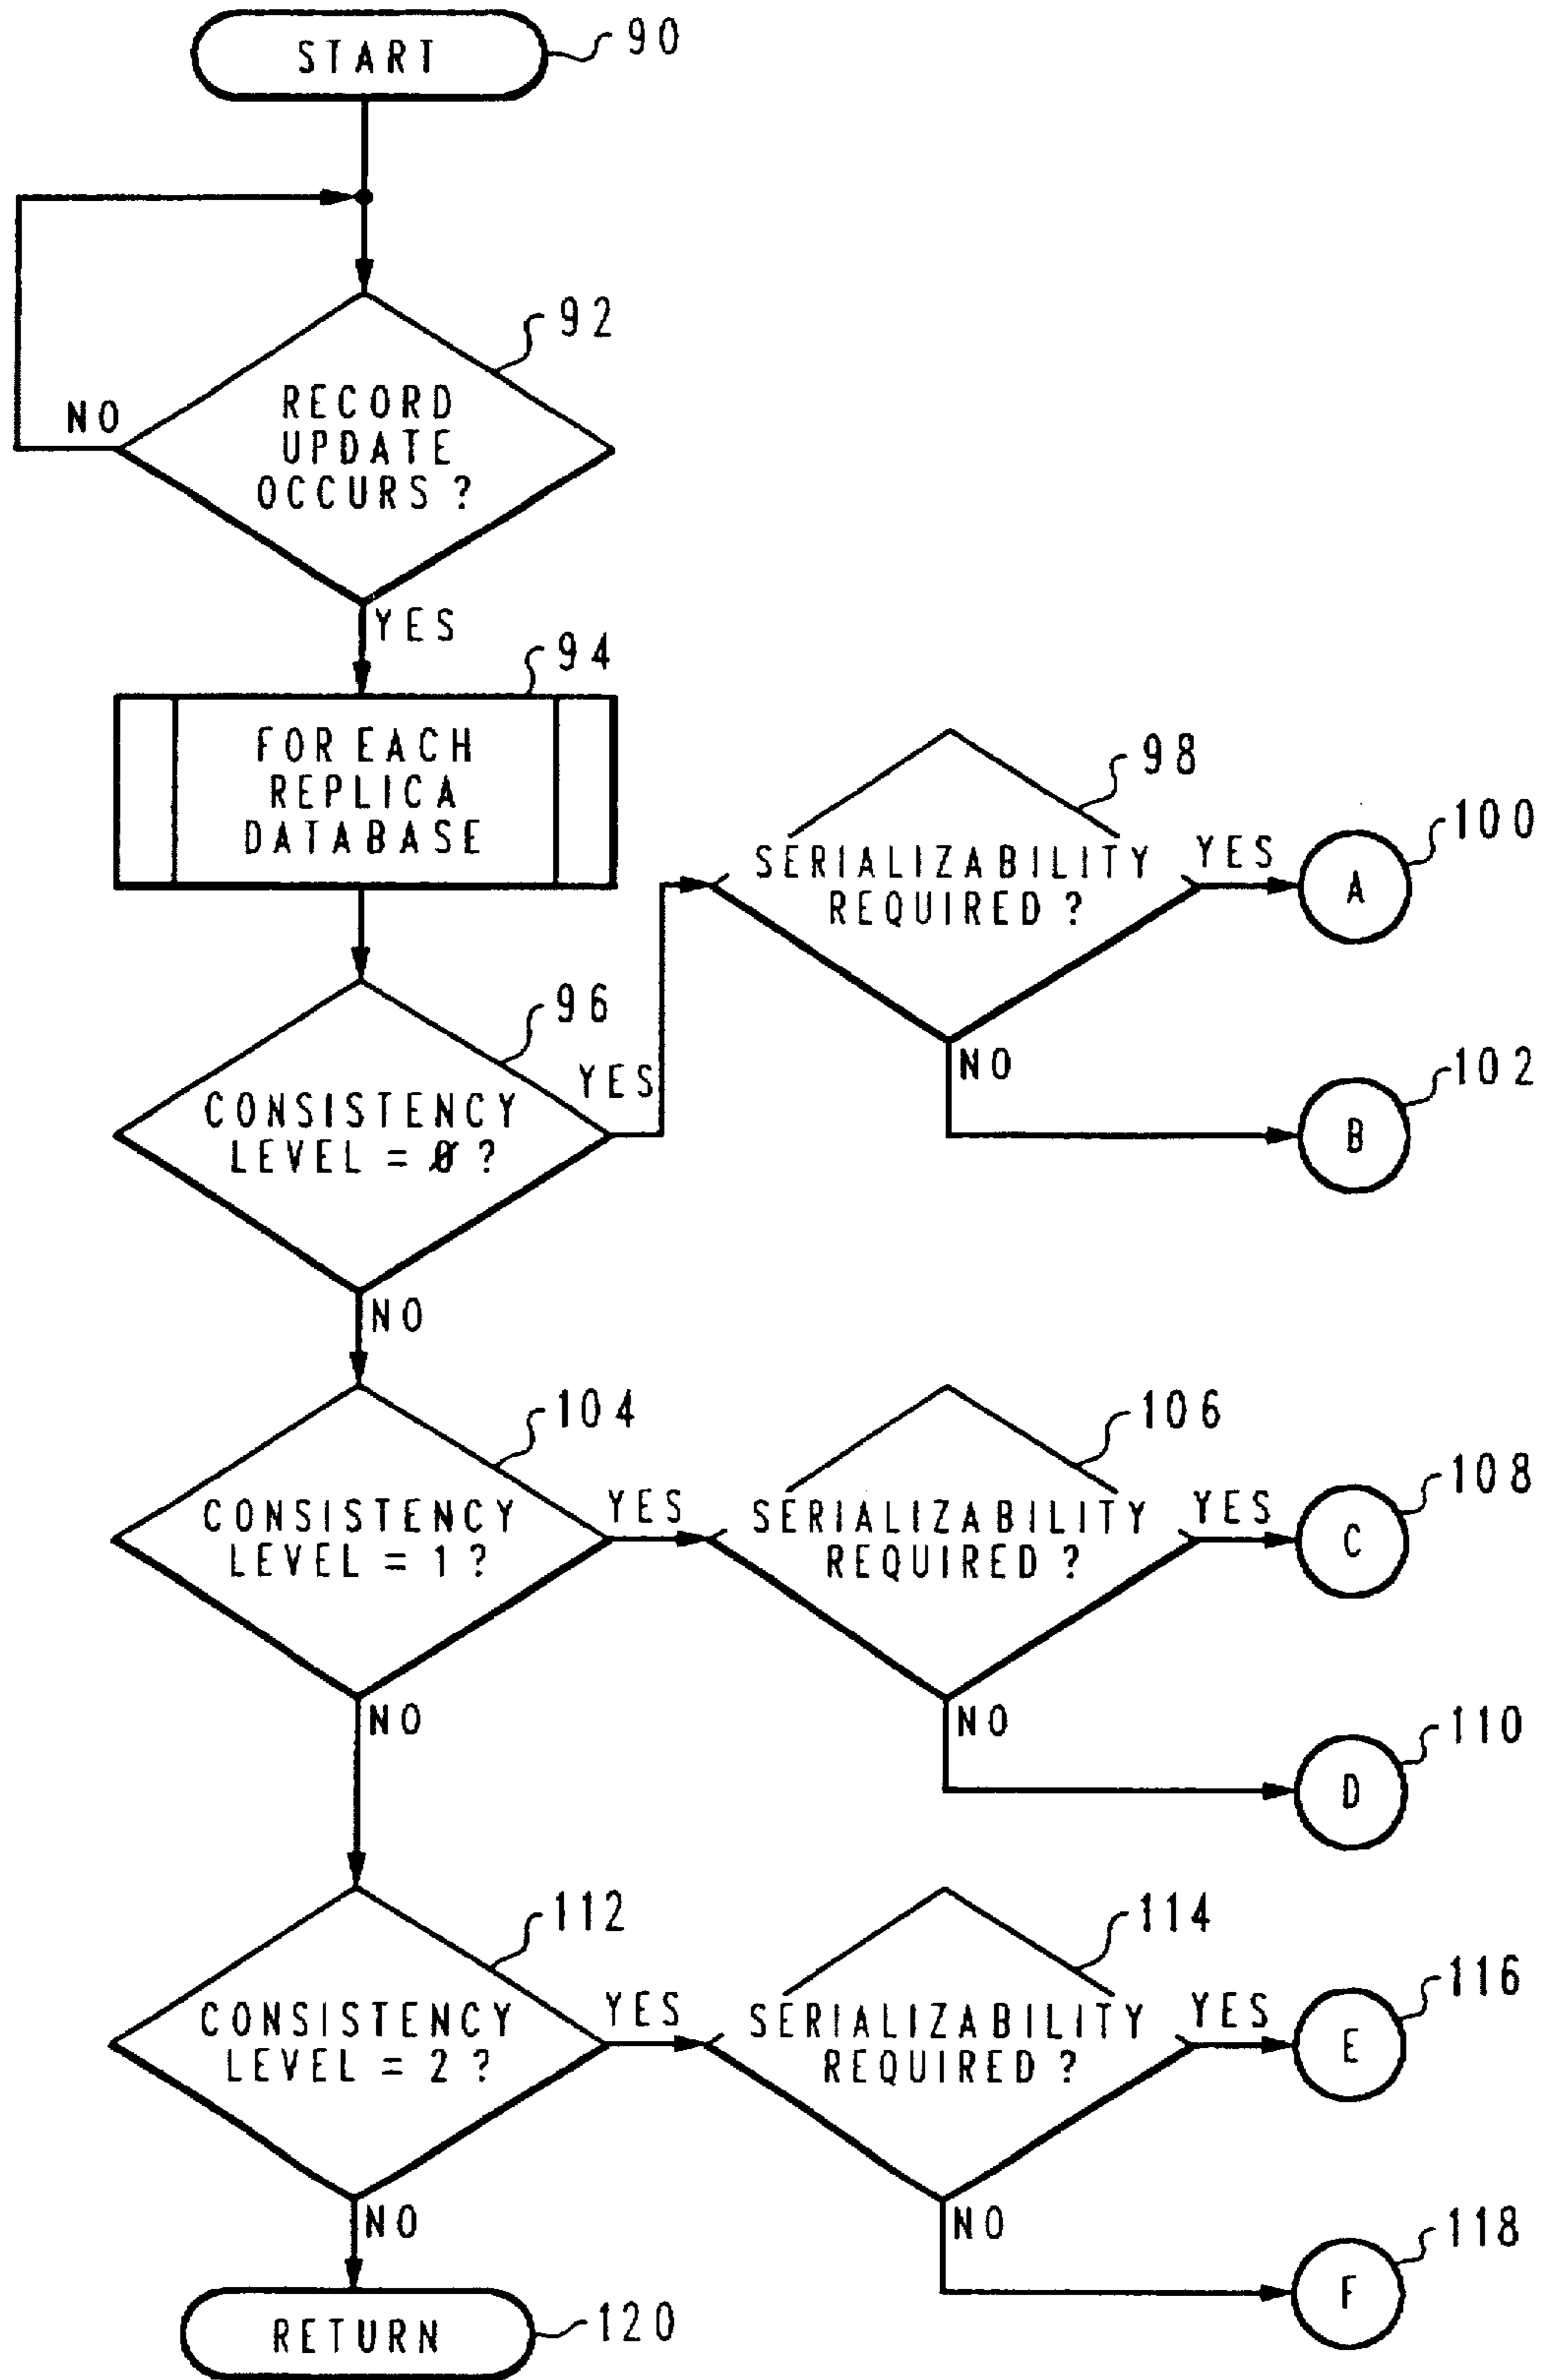 START
90
92
RECORD
UPDATE
OCCURS ?
NO
YES
94
FOR EACH
REPLICA
DATABASE
96
CONSISTENCY
LEVEL = 0 ?
YES
98
SERIALIZABILITY
REQUIRED ?
YES
A
100
NO
B
102
NO
104
CONSISTENCY
LEVEL = 1 ?
YES
106
SERIALIZABILITY
REQUIRED ?
YES
C
108
NO
D
110
NO
112
CONSISTENCY
LEVEL = 2 ?
YES
114
SERIALIZABILITY
REQUIRED ?
YES
E
116
NO
F
118
NO
RETURN
120